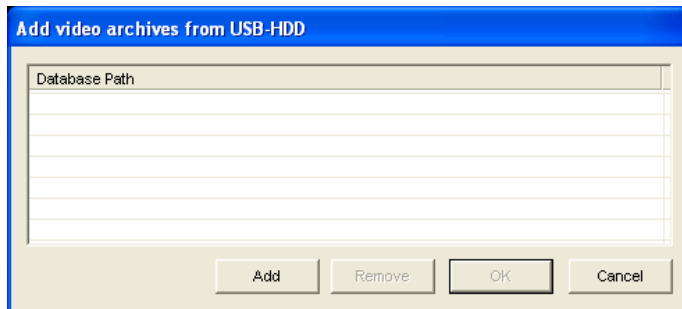 Add video archives from USB-HDD
Database Path
Add Remove OK Cancel